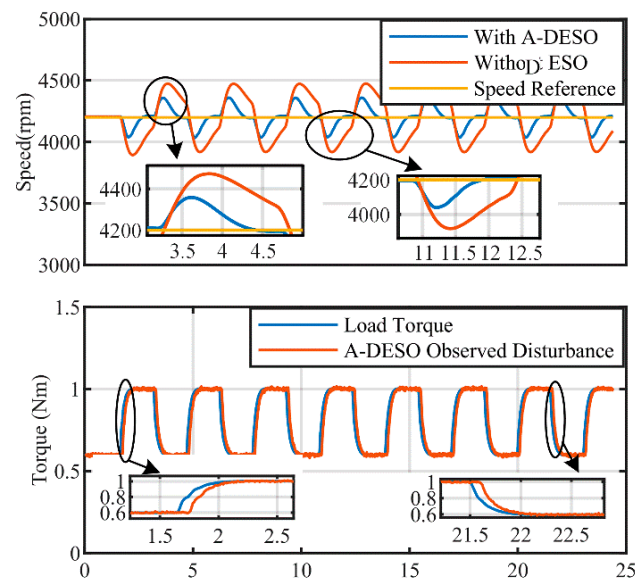 5000
With A-DESO
ESO
Speed Reference
4500
4000
3500
3000
Speed(rpm)
4400
4200
3.5 4 4.5
4200
4000
11 11.5 12 12.5
1.5
Load Torque
A-DESO Observed Disturbance
1
0.5
0
Torque (Nm)
1
0.8
0.6
1.5 2 2.5
1
0.8
0.6
21.5 22 22.5
0 5 10 15 20 25